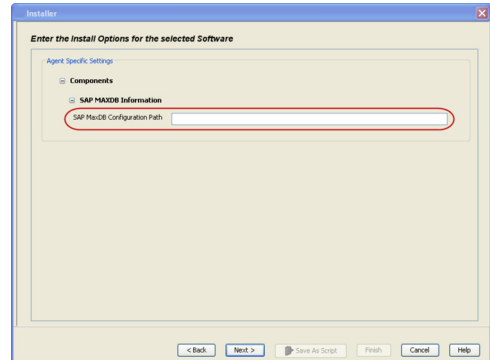 Installer
Enter the Install Options for the selected Software
Agent Specific Settings
Components
SAP MAXDB Information
SAP MaxDB Configuration Path
< Back Next > Save As Script Finish Cancel Help